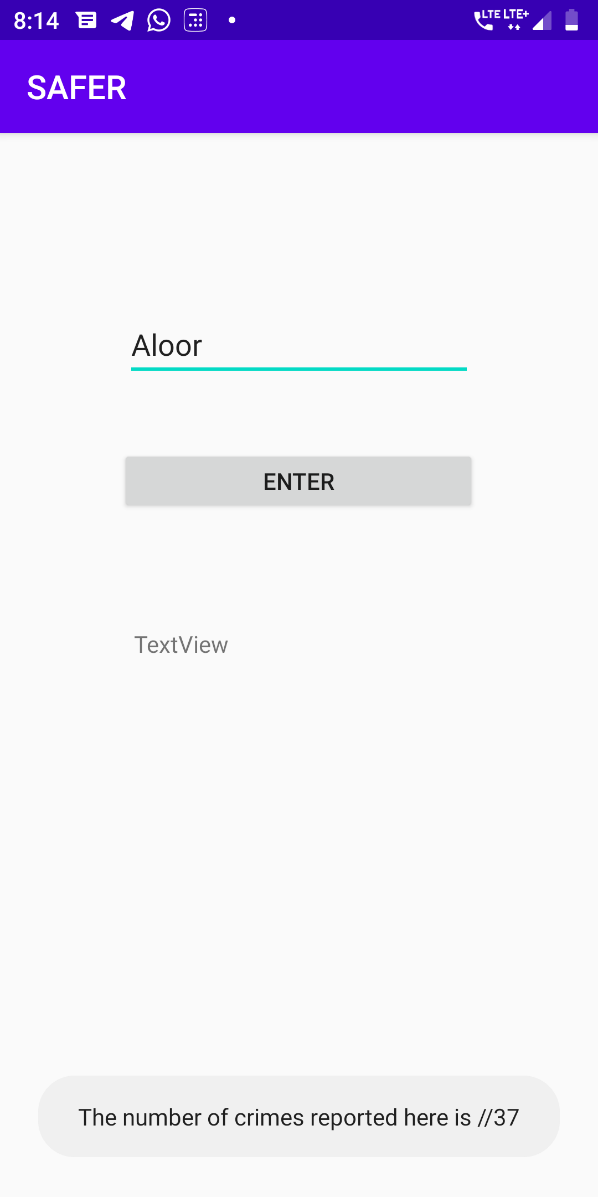 8:14 LTE LTE+
SAFER
Aloor
ENTER
TextView
The number of crimes reported here is //37